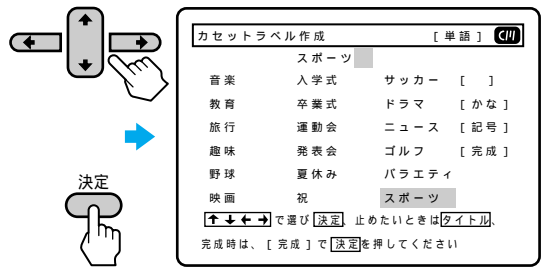 カセットラベル作成 [単語] CM
スポーツ
音楽 入学式 サッカー [ ]
教育 卒業式 ドラマ [かな]
旅行 運動会 ニュース [記号]
趣味 発表会 ゴルフ [完成]
野球 夏休み バラエティ
映画 祝 スポーツ
↑↓←→で選び決定、止めたいときはタイトル、
完成時は、[完成]で決定を押してください
決定